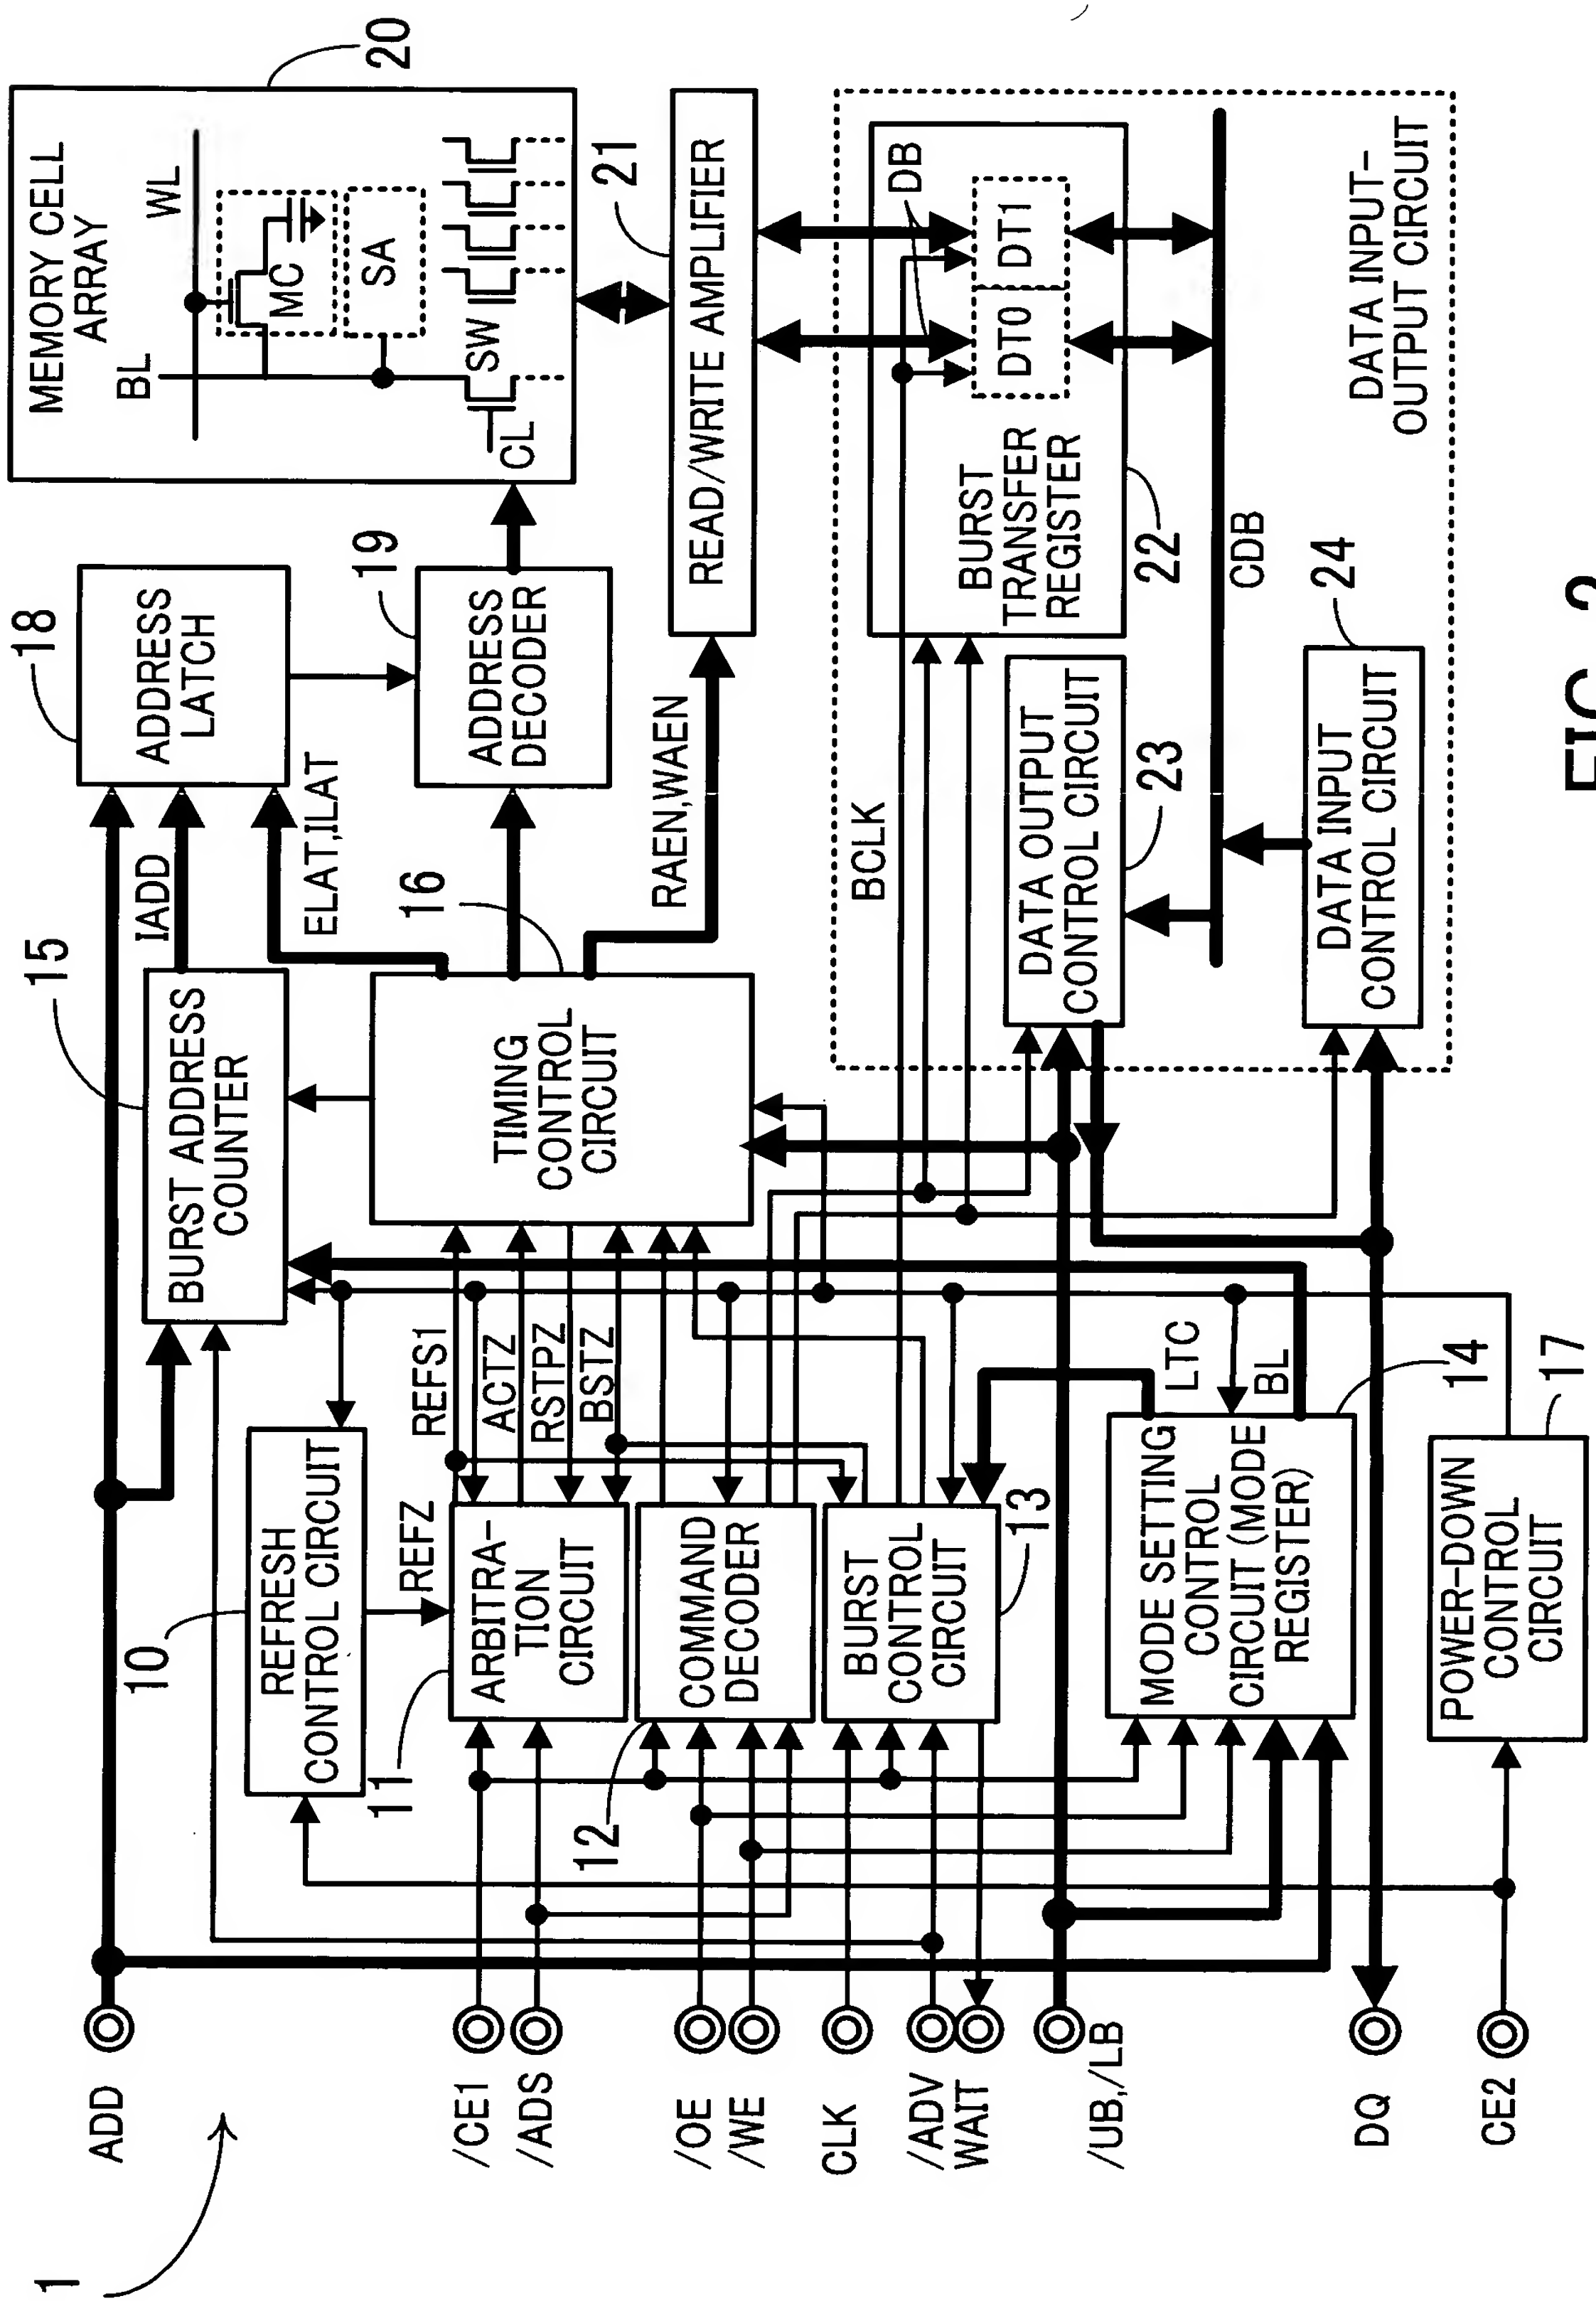 1
ADD
/CE1
/ADS
/OE
/WE
CLK
/ADV
WAIT
/UB,/LB
DQ
CE2
10
REFRESH
CONTROL CIRCUIT
REFZ
11
ARBITRA-
TION
CIRCUIT
12
COMMAND
DECODER
BURST
CONTROL
CIRCUIT
13
MODE SETTING
CONTROL
CIRCUIT (MODE
REGISTER)
14
LTC
BL
POWER-DOWN
CONTROL
CIRCUIT
17
REFS1
ACTZ
RSTPZ
BSTZ
15
BURST ADDRESS
COUNTER
IADD
TIMING
CONTROL
CIRCUIT
16
ELAT,ILAT
RAEN,WAEN
18
ADDRESS
LATCH
19
ADDRESS
DECODER
MEMORY CELL
ARRAY
20
BL
WL
MC
SA
SW
CL
READ/WRITE AMPLIFIER
21
BCLK
BURST
TRANSFER
REGISTER
22
DB
DT0
DT1
DATA OUTPUT
CONTROL CIRCUIT
23
CDB
DATA INPUT
CONTROL CIRCUIT
24
DATA INPUT-
OUTPUT CIRCUIT